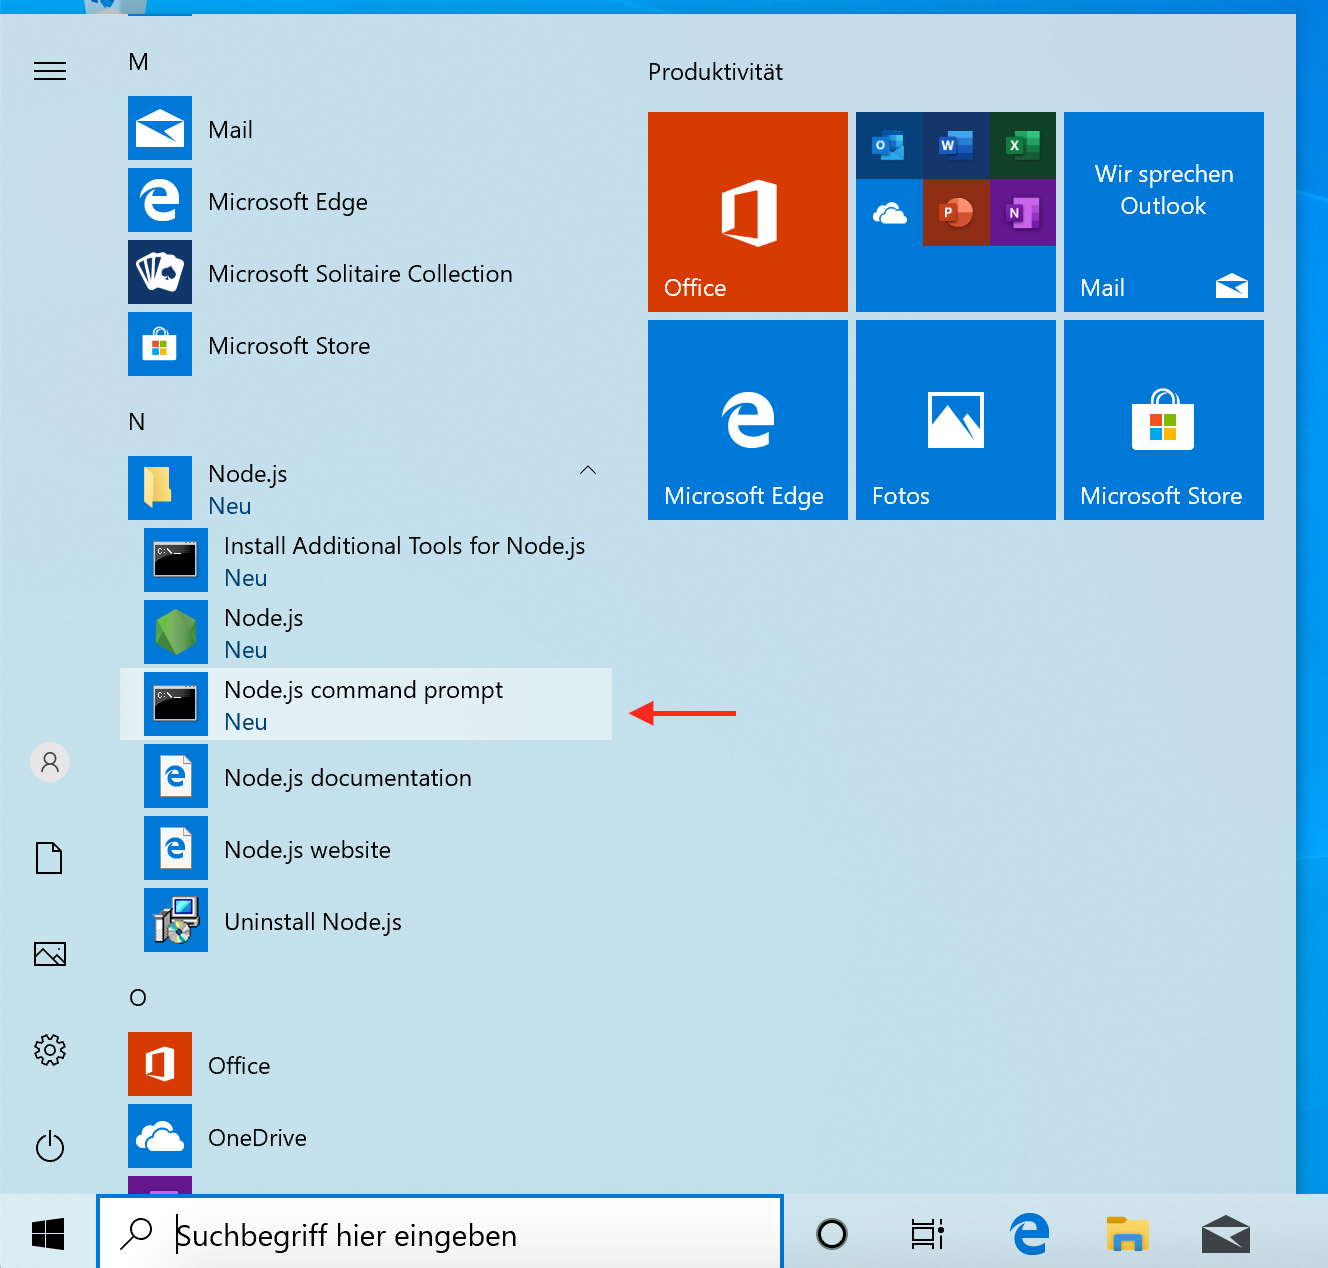 M
Mail
Microsoft Edge
Microsoft Solitaire Collection
Microsoft Store
N
Node.js
Neu
Install Additional Tools for Node.js
Neu
Node.js
Neu
Node.js command prompt
Neu
Node.js documentation
Node.js website
Uninstall Node.js
O
Office
OneDrive
Produktivität
Office
Wir sprechen
Outlook
Mail
Microsoft Edge
Fotos
Microsoft Store
Suchbegriff hier eingeben